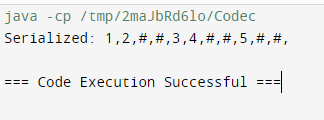 java -cp /tmp/2maJbRd6lo/Codec
Serialized: 1,2,#,#,3,4,#,#,5,#,#,
=== Code Execution Successful ===